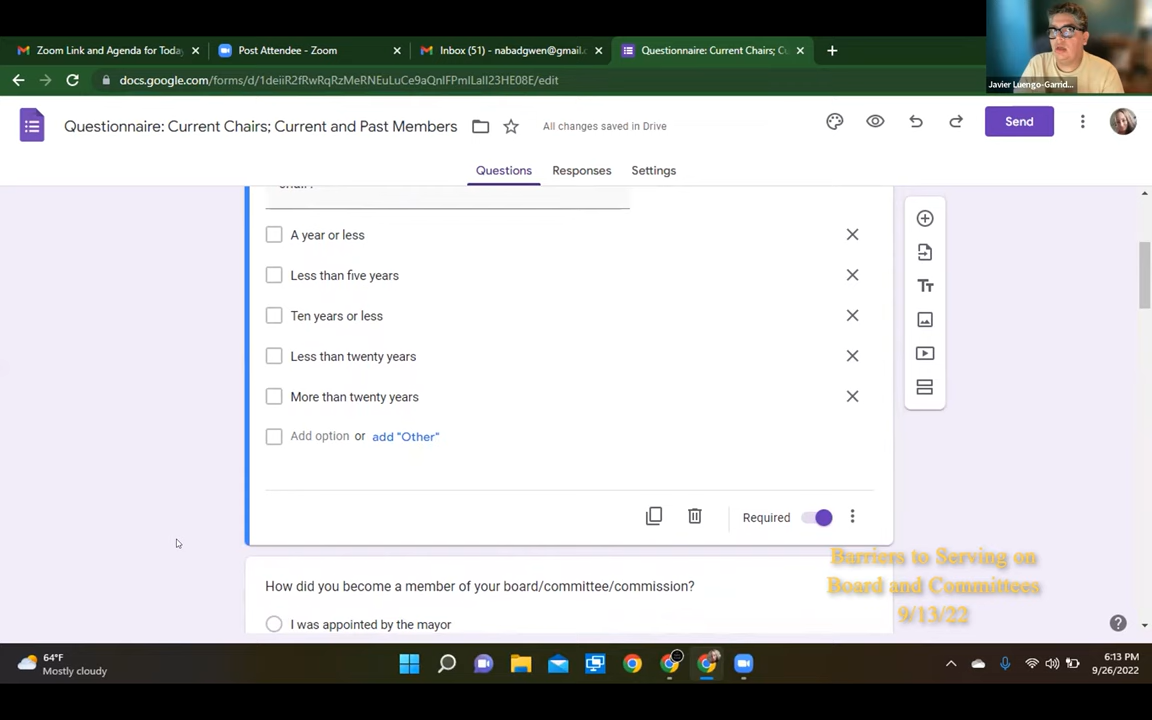 Zoom Link and Agenda for Toda
Post Attendee - Zoom
Inbox (51) - nabadgwen@gmail.
Questionnaire: Current Chairs; C
docs.google.com/forms/d/1deiiR2fRwRqRzMeRNEuLuCe9aQnIFPmILaII23HE08E/edit
Javier Luengo-Garrid...
Questionnaire: Current Chairs; Current and Past Members
All changes saved in Drive
Send
Questions
Responses
Settings
A year or less
Less than five years
Ten years or less
Less than twenty years
More than twenty years
Add option or add "Other"
Required
How did you become a member of your board/committee/commission?
I was appointed by the mayor
Barriers to Serving on
Board and Committees
9/13/22
64°F
Mostly cloudy
6:13 PM
9/26/2022